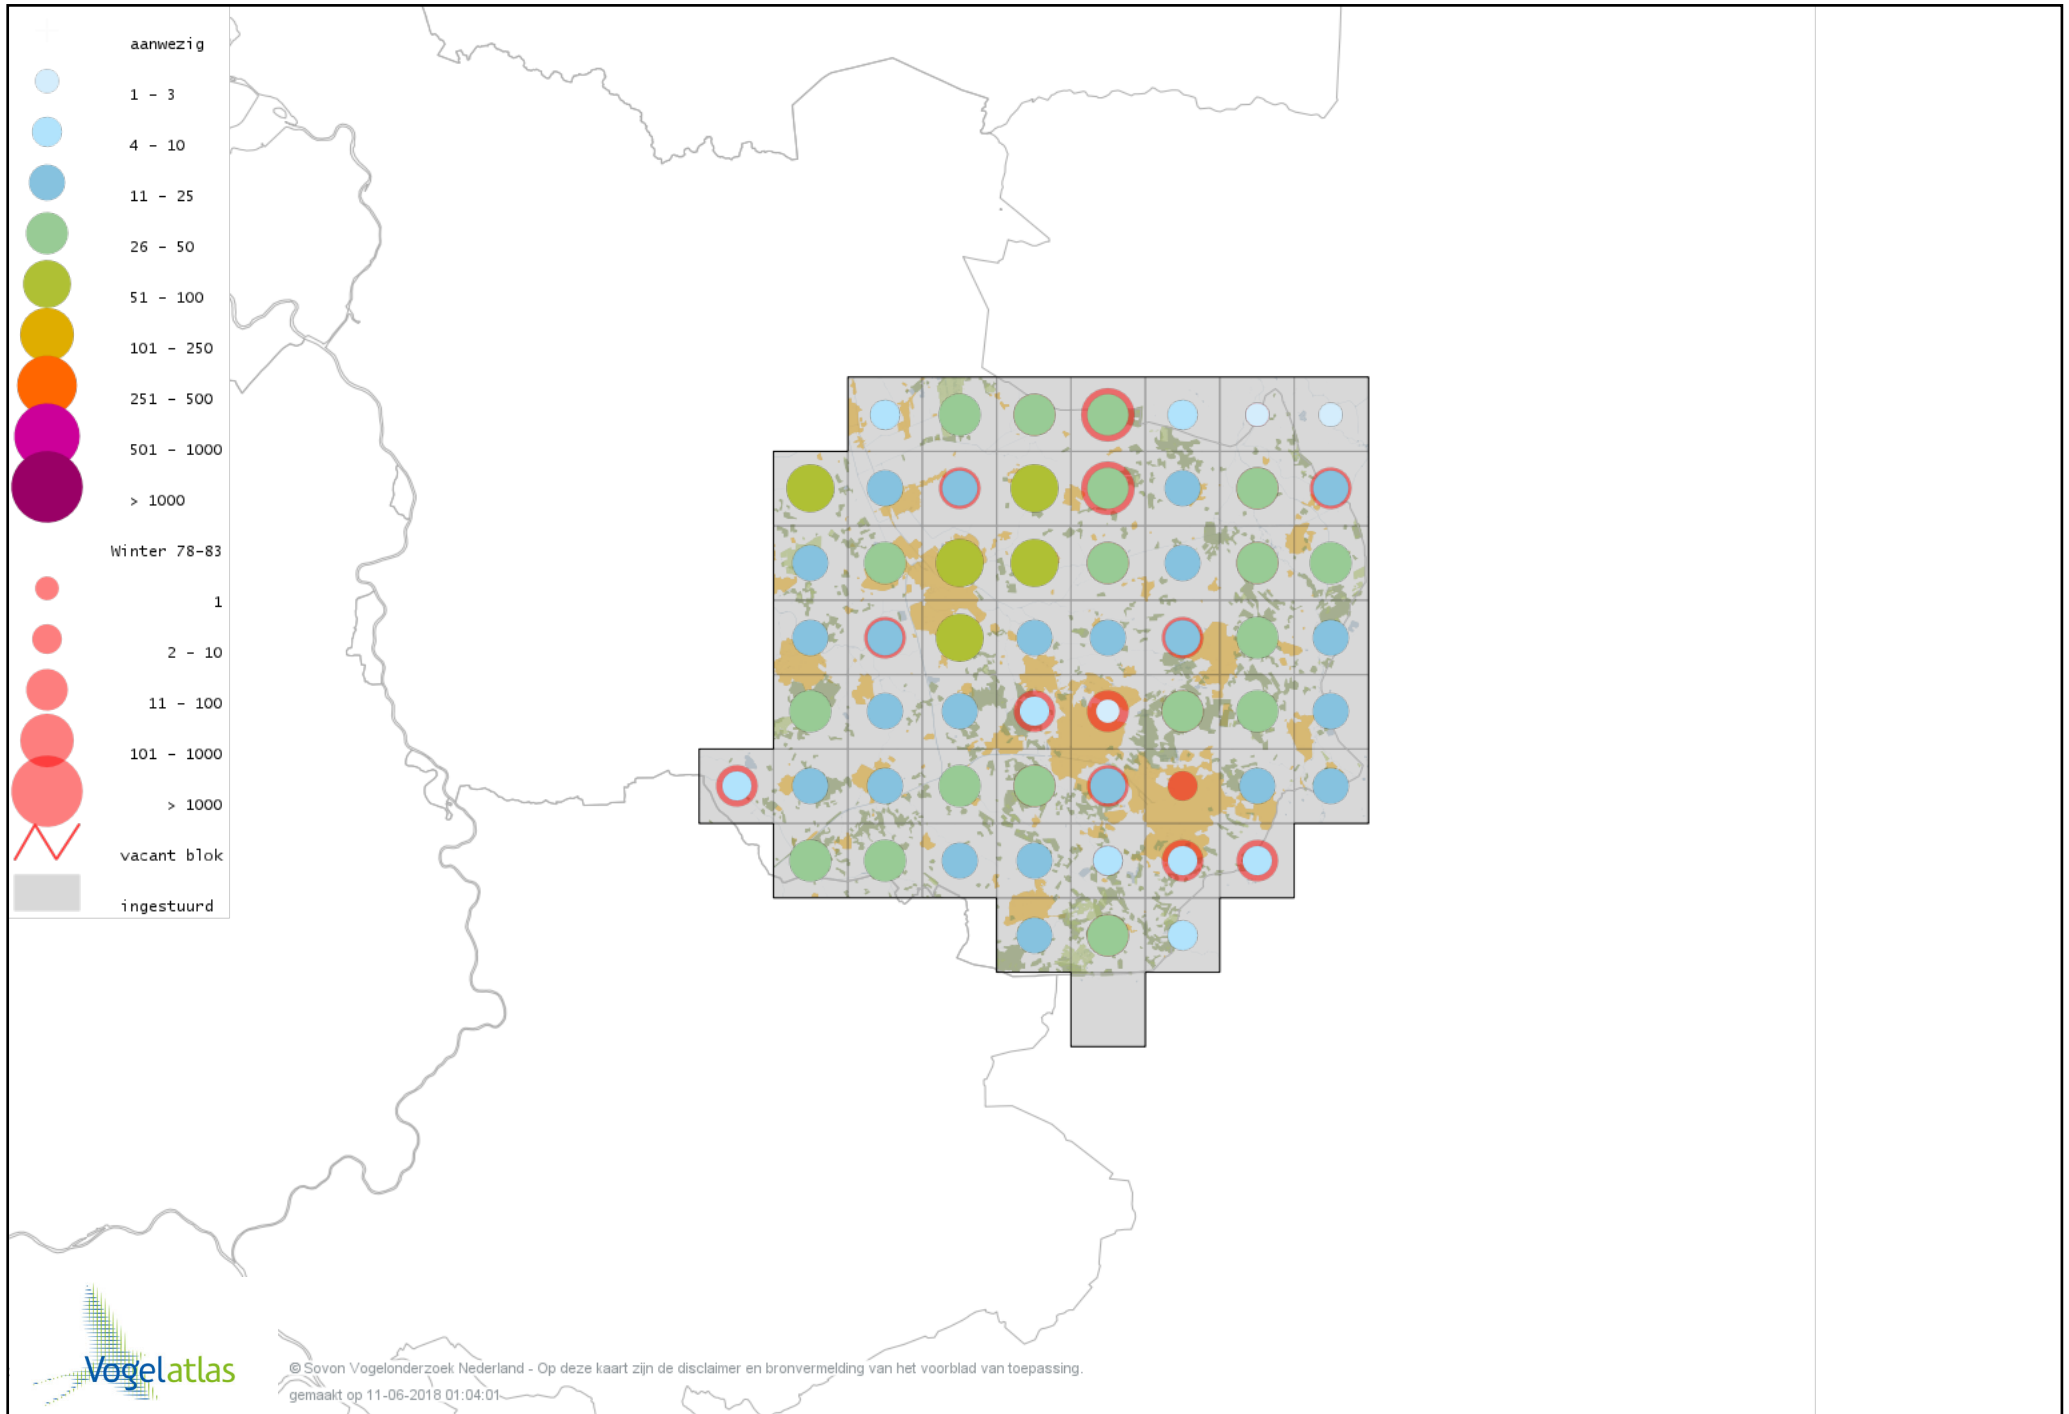 aanwezig
1 - 3
4 - 10
11 - 25
26 - 50
51 - 100
101 - 250
251 - 500
501 - 1000
> 1000
Winter 78-83
1
2 - 10
11 - 100
101 - 1000
> 1000
vacant blok
ingestuurd
Vogelatlas
© Sovon Vogelonderzoek Nederland - Op deze kaart zijn de disclaimer en bronvermelding van het voorblad van toepassing.
gemaakt op 11-06-2018 01:04:01